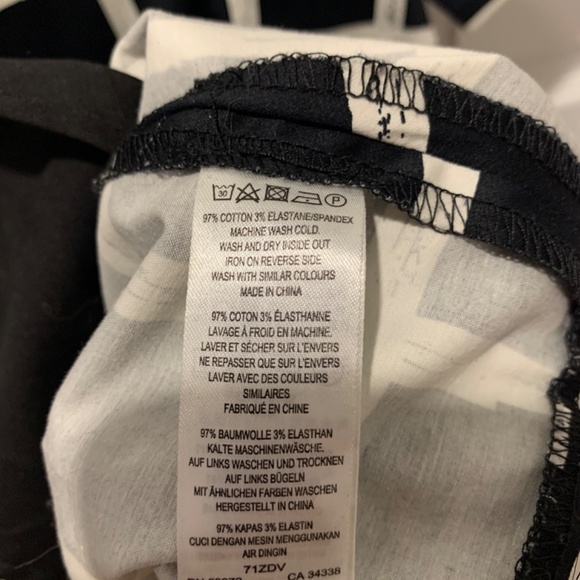 30 P
97% COTON 3% ELASTANE/SPANDEX
MACHINE WASH COLD.
WASH AND DRY INSIDE OUT
IRON ON REVERSE SIDE
WASH WITH SIMILAR COLOURS
MADE IN CHINA
97% COTON 3% ÉLASTHANNE
LAVAGE À FROID EN MACHINE.
LAVER ET SÉCHER SUR L'ENVERS
NE REPASSER QUE SUR L'ENVERS
LAVER AVEC DES COULEURS
SIMILAIRES
FABRIQUÉ EN CHINE
97% BAUMWOLLE 3% ELASTHAN
KALTE MASCHINENWÄSCHE.
AUF LINKS WASCHEN UND TROCKNEN
AUF LINKS BÜGELN
MIT ÄHNLICHEN FARBEN WASCHEN
HERGESTELLT IN CHINA
97% KAPAS 3% ELASTIN
CUCI DENGAN MESIN MENGGUNAKAN
AIR DINGIN
71ZDV
CA 34338